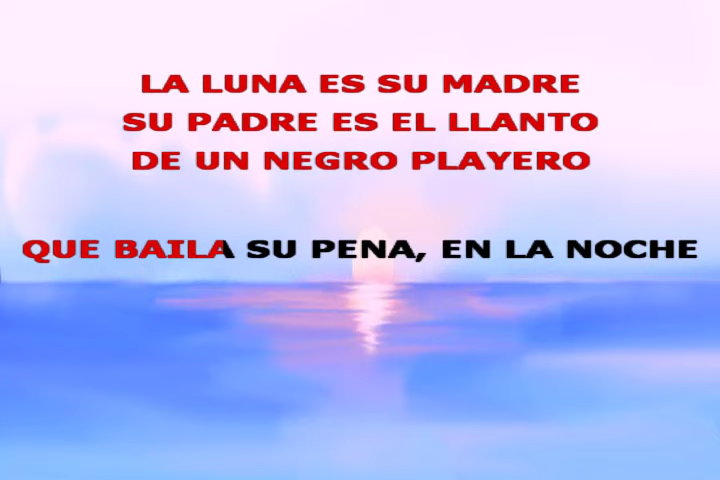 LA LUNA ES SU MADRE
SU PADRE ES EL LLANTO
DE UN NEGRO PLAYERO
QUE BAILA SU PENA, EN LA NOCHE